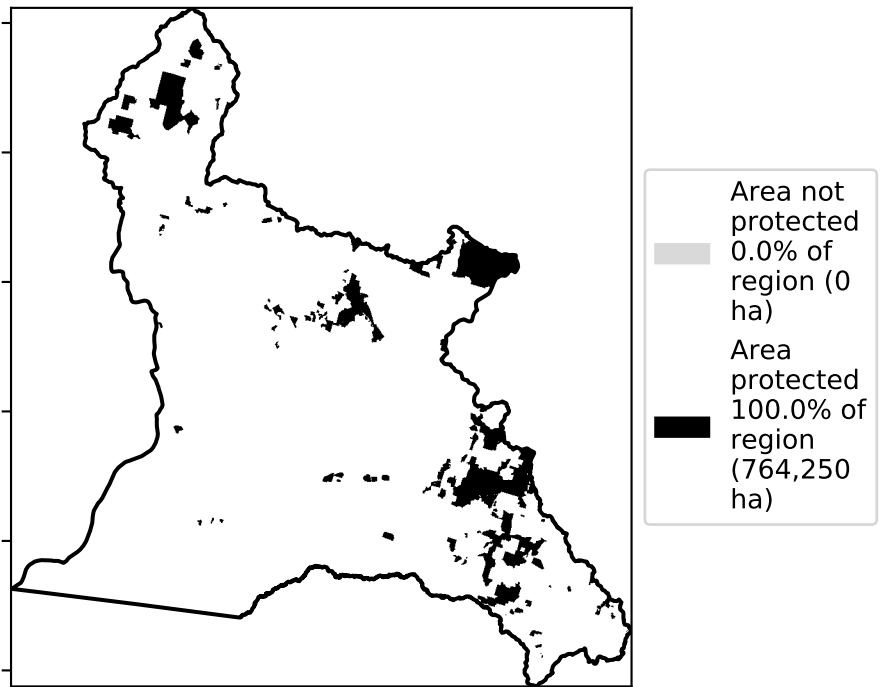 Area not
protected
0.0% of
region (0
ha)
Area
protected
100.0% of
region
(764,250
ha)